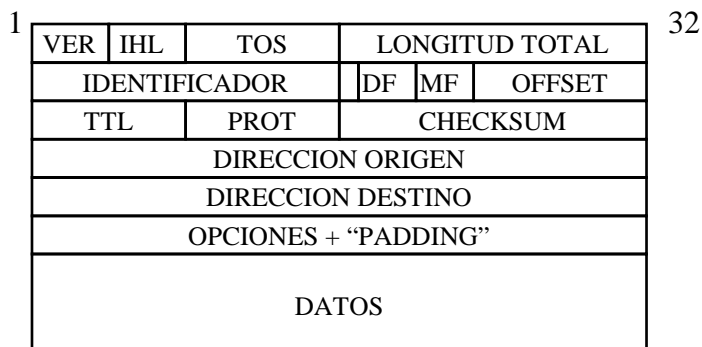 1 32
VER IHL TOS LONGITUD TOTAL
IDENTIFICADOR DF MF OFFSET
TTL PROT CHECKSUM
DIRECCION ORIGEN
DIRECCION DESTINO
OPCIONES + “PADDING”
DATOS